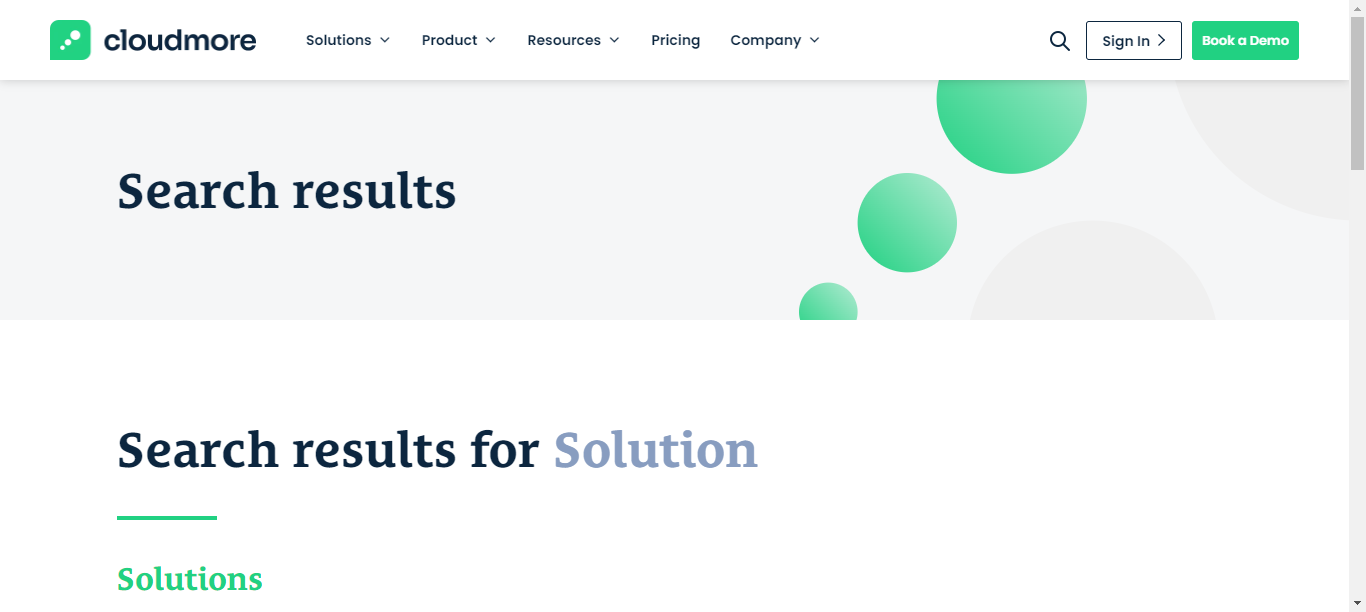 cloudmore
Solutions
Product
Resources
Pricing
Company
Sign In
Book a Demo
Search results
Search results for Solution
Solutions